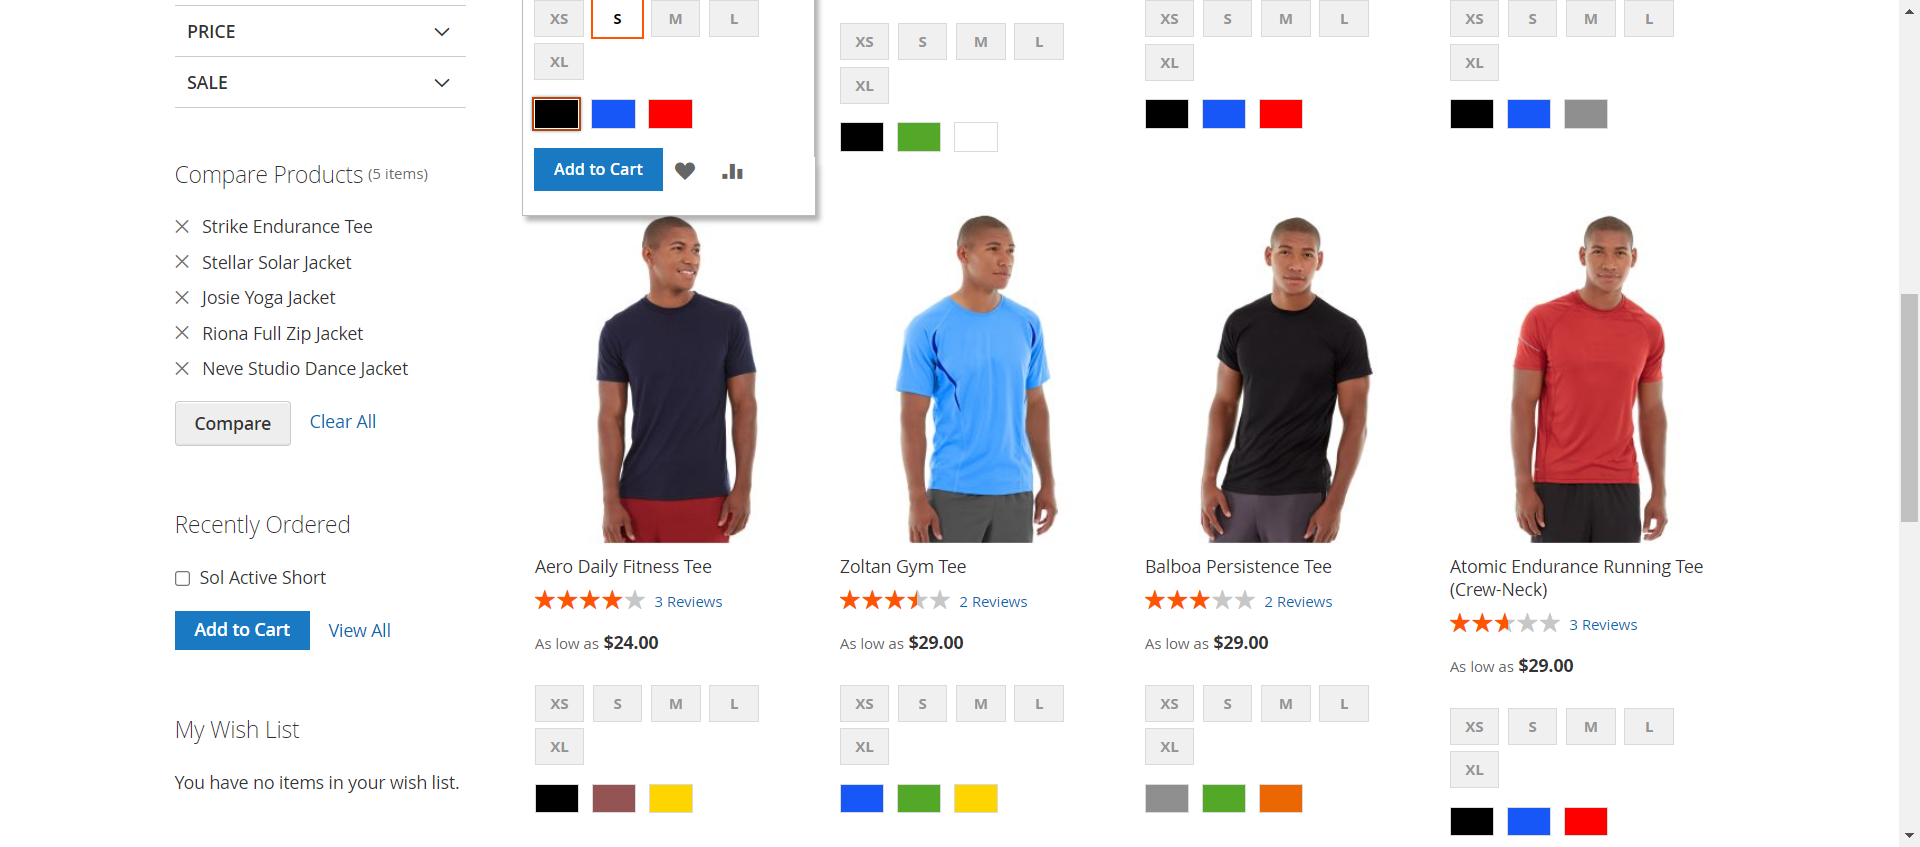 PRICE
SALE
Compare Products (5 items)
Strike Endurance Tee
Stellar Solar Jacket
Josie Yoga Jacket
Riona Full Zip Jacket
Neve Studio Dance Jacket
Compare Clear All
Recently Ordered
Sol Active Short
Add to Cart View All
My Wish List
You have no items in your wish list.
XS S M L
XL
Add to Cart
XS S M L
XL
XS S M L
XL
XS S M L
XL
Aero Daily Fitness Tee
3 Reviews
As low as $24.00
XS S M L
XL
Zoltan Gym Tee
2 Reviews
As low as $29.00
XS S M L
XL
Balboa Persistence Tee
2 Reviews
As low as $29.00
XS S M L
XL
Atomic Endurance Running Tee
(Crew-Neck)
3 Reviews
As low as $29.00
XS S M L
XL